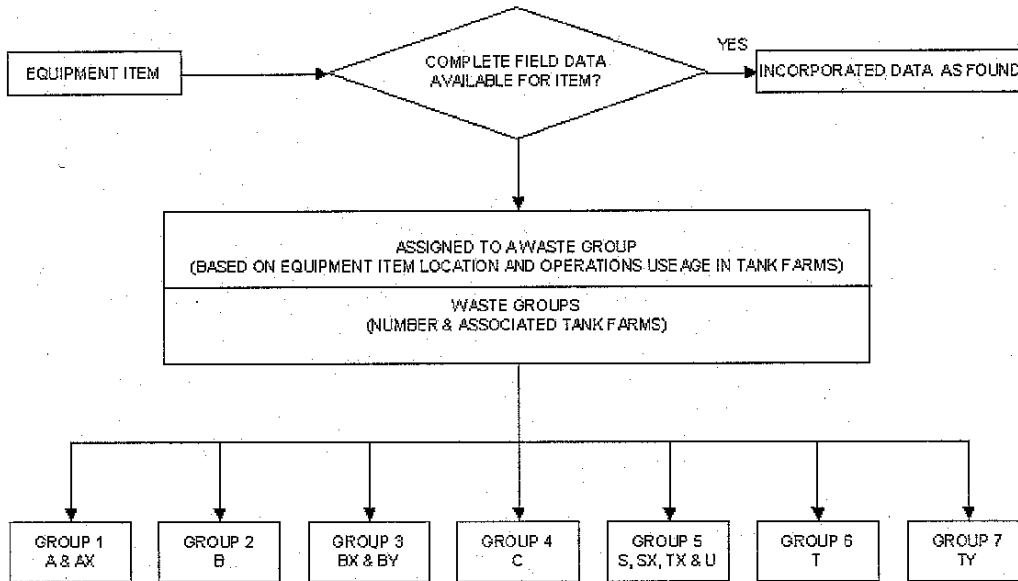 YES
COMPLETE FIELD DATA
AVAILABLE FOR ITEM?
EQUIPMENT ITEM
INCORPORATED DATA AS FOUND
ASSIGNED TO A WASTE GROUP
(BASED ON EQUIPMENT ITEM LOCATION AND OPERATIONS USEAGE IN TANK FARMS)
WASTE GROUPS
(NUMBER & ASSOCIATED TANK FARMS)
GROUP 1
A & AX
GROUP 2
B
GROUP 3
BX & BY
GROUP 4
C
GROUP 5
S, SX, TX & U
GROUP 6
T
GROUP 7
TY